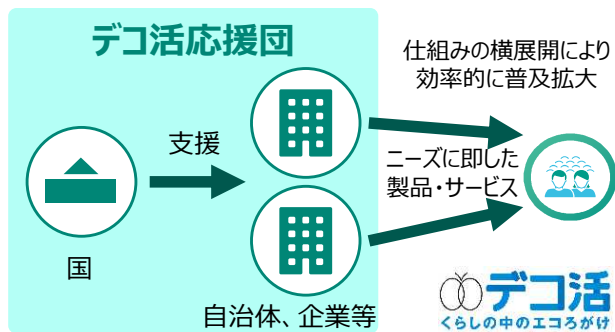 デコ活応援団
仕組みの横展開により
効率的に普及拡大
支援
ニーズに即した
製品・サービス
国
自治体、企業等
デコ活
くらしの中のエコろがけ